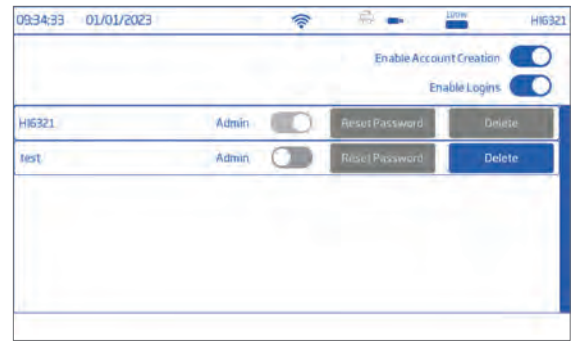 09:34:33 01/01/2023 100% HI6321
Enable Account Creation
Enable Logins
HI6321 Admin Reset Password Delete
test Admin Reset Password Delete